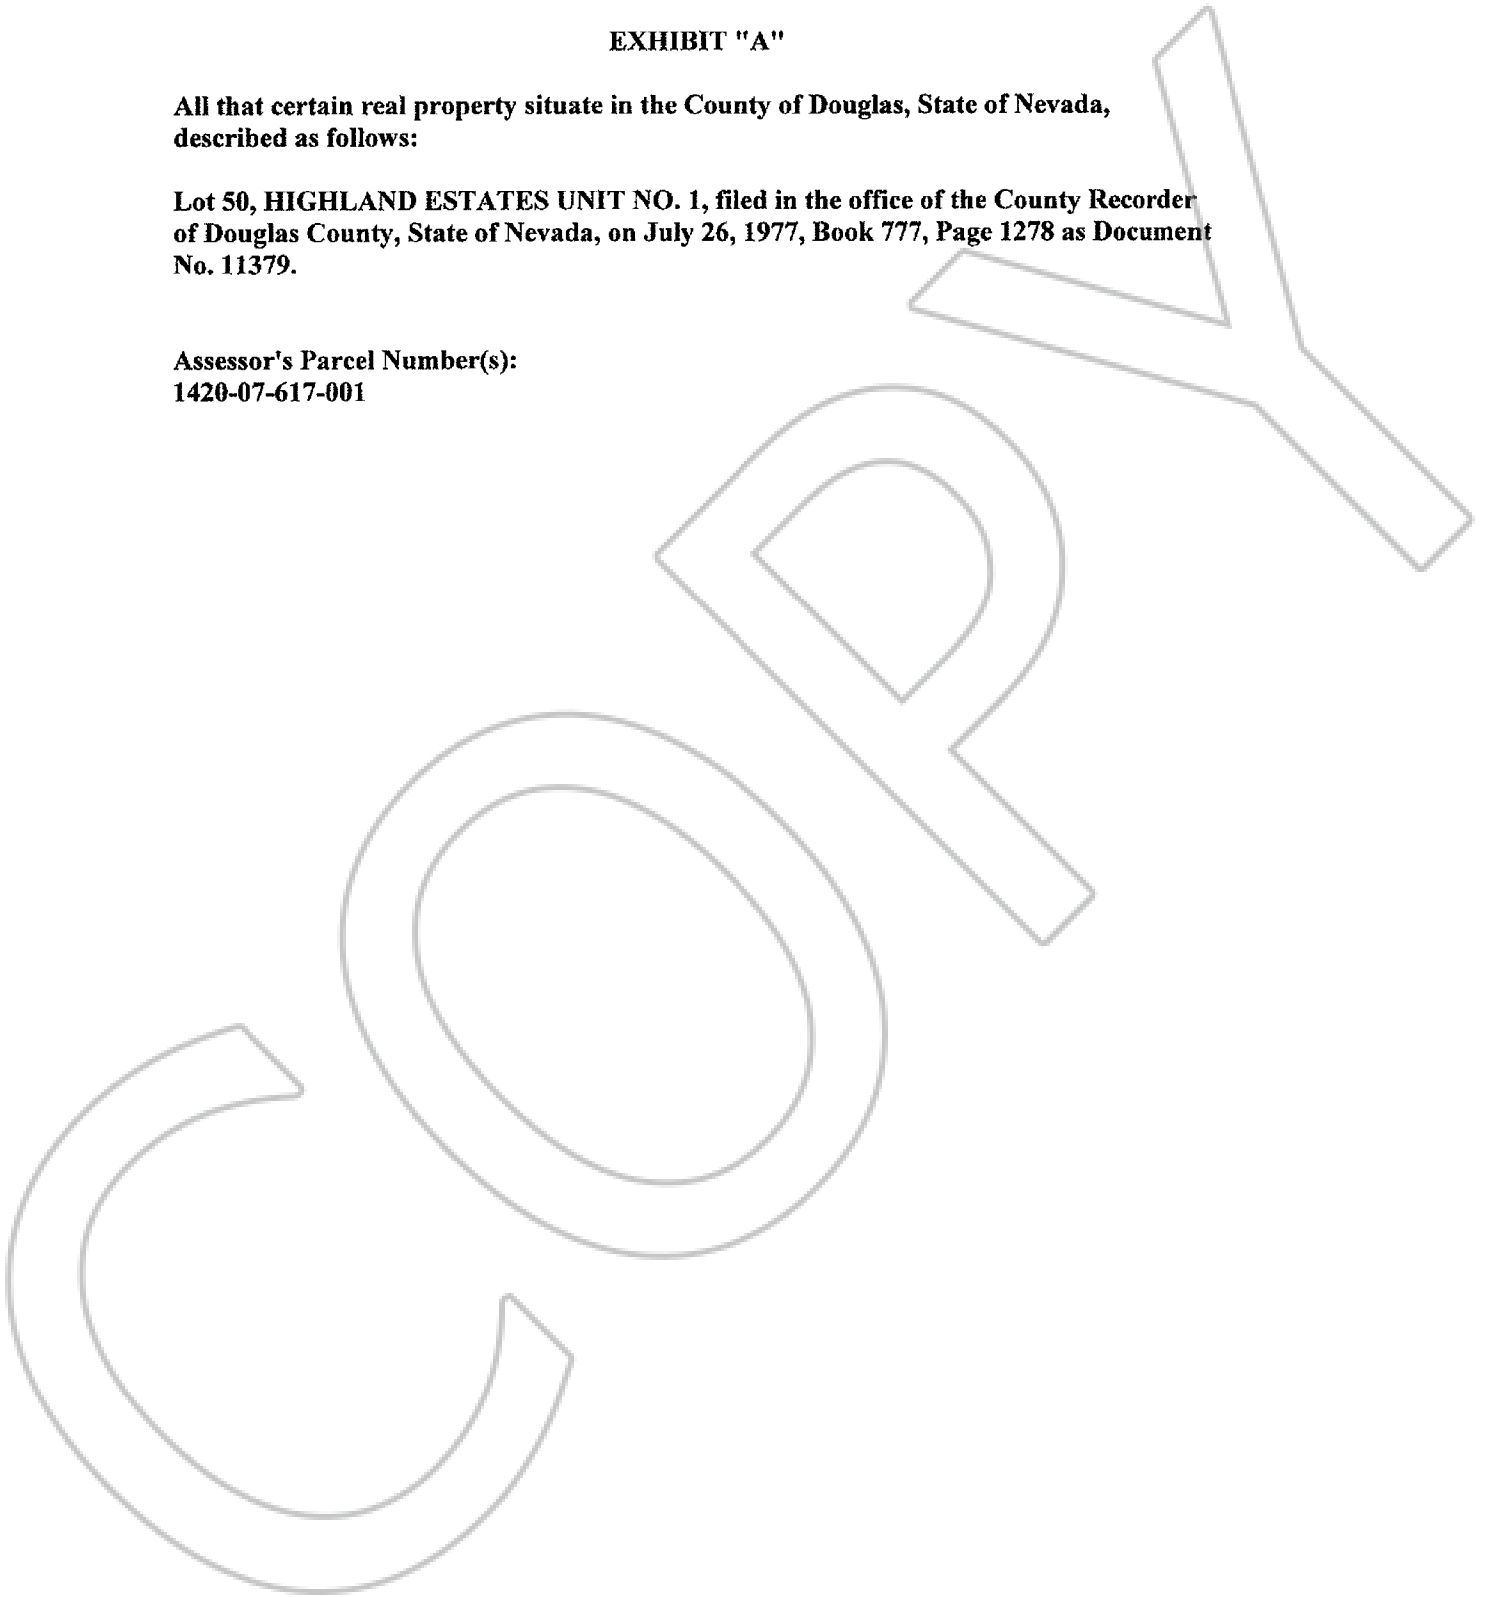 EXHIBIT "A"
All that certain real property situate in the County of Douglas, State of Nevada,
described as follows:
Lot 50, HIGHLAND ESTATES UNIT NO. 1, filed in the office of the County Recorder
of Douglas County, State of Nevada, on July 26, 1977, Book 777, Page 1278 as Document
No. 11379.
Assessor's Parcel Number(s):
1420-07-617-001
COPY